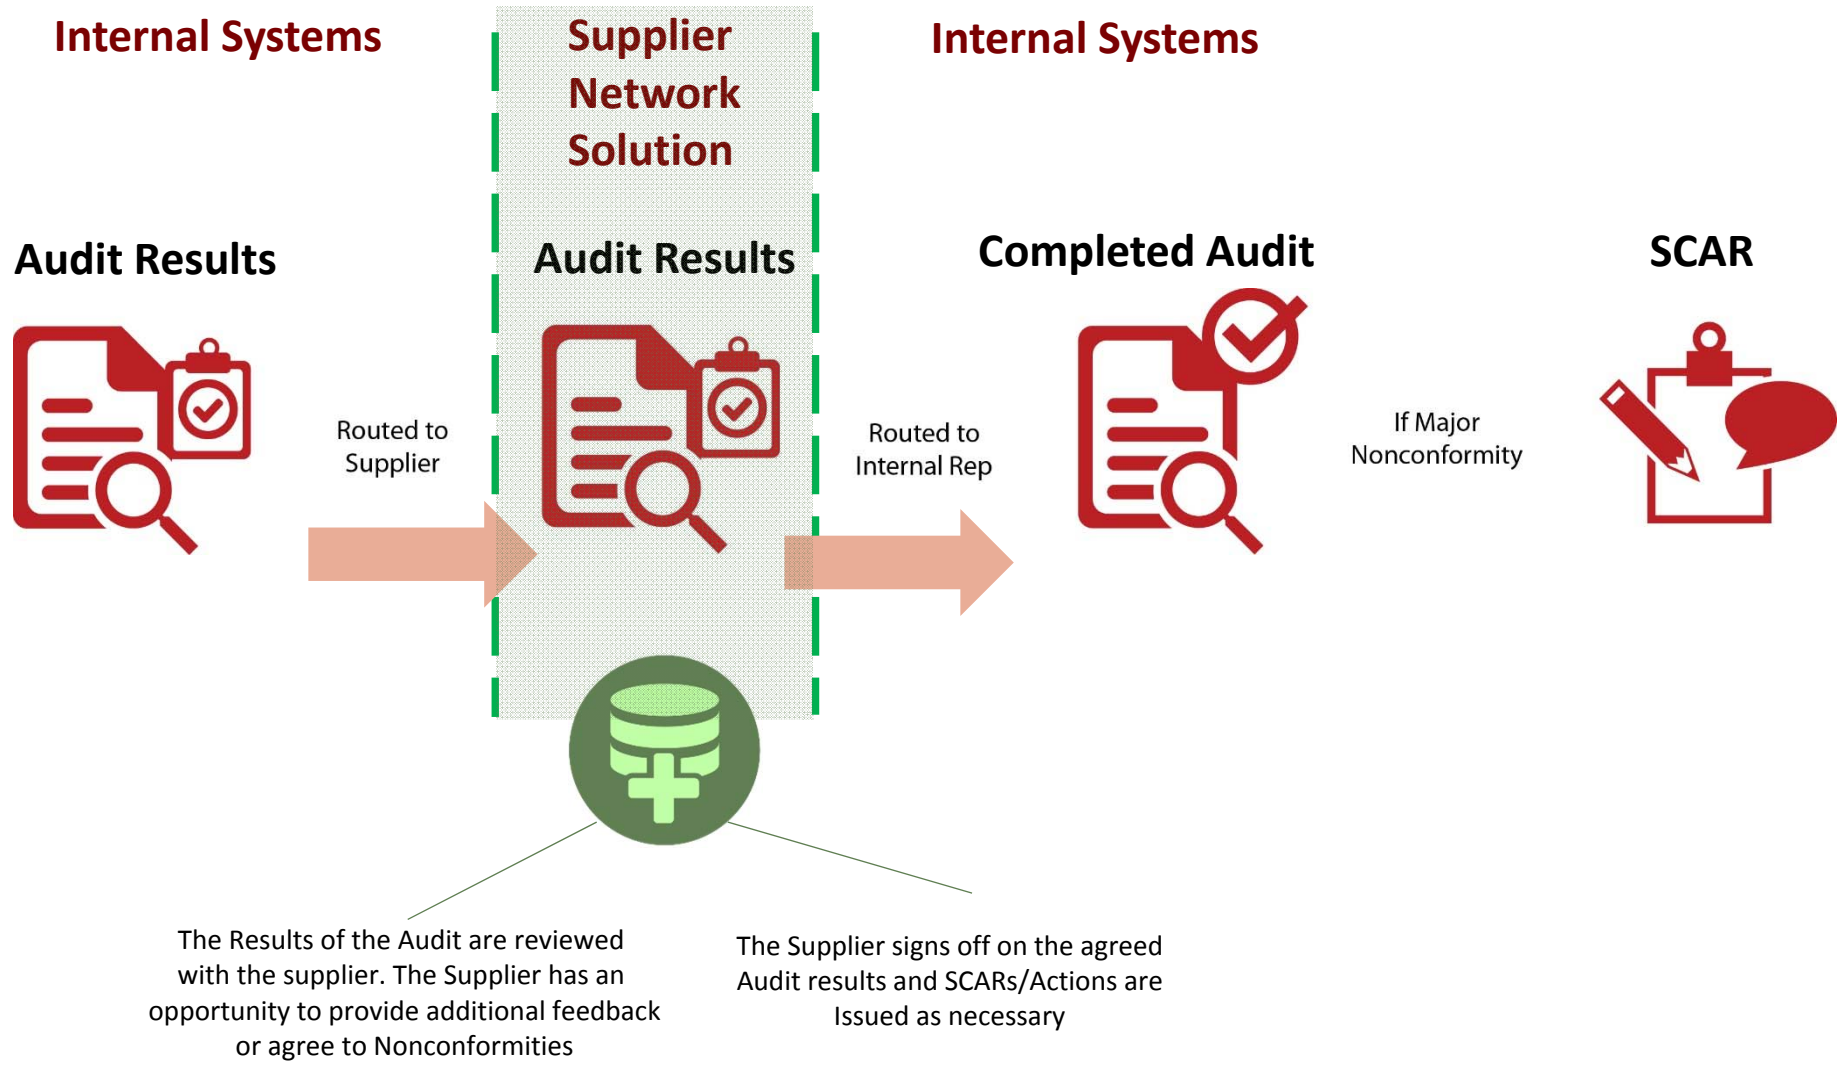 Internal Systems
Supplier
Network
Solution
Internal Systems
Audit Results
Audit Results
Completed Audit
SCAR
Routed to
Supplier
Routed to
Internal Rep
If Major
Nonconformity
The Results of the Audit are reviewed
with the supplier. The Supplier has an
opportunity to provide additional feedback
or agree to Nonconformities
The Supplier signs off on the agreed
Audit results and SCARs/Actions are
Issued as necessary